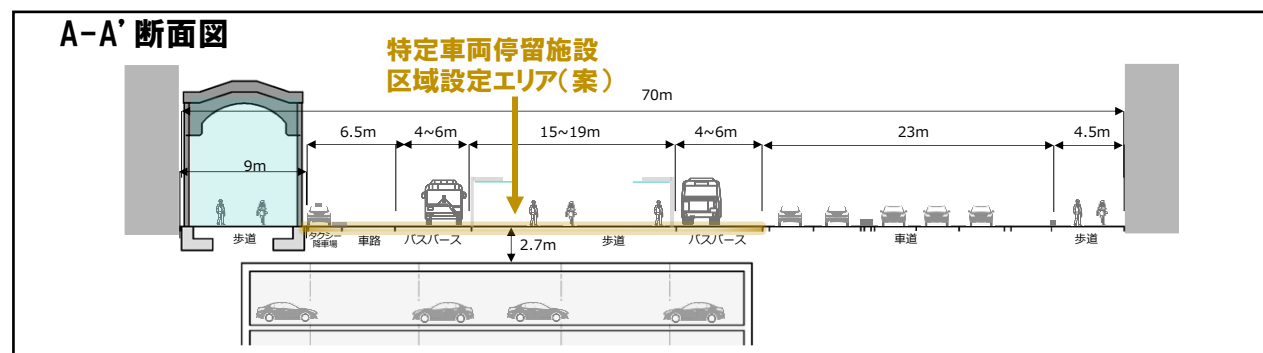 A-A’断面図
特定車両停留施設
区域設定エリア（案）
70m
6.5m
4~6m
15~19m
4~6m
23m
4.5m
9m
歩道
タクシー
降車場
車路
バスバース
2.7m
歩道
バスバース
車道
歩道